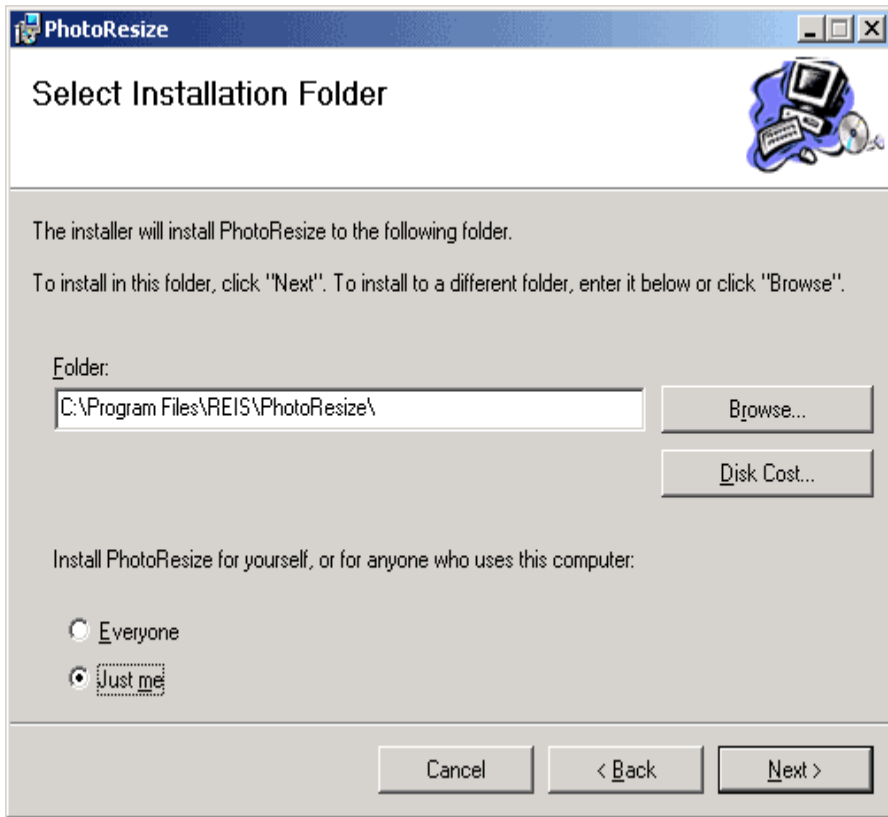 PhotoResize
Select Installation Folder
The installer will install PhotoResize to the following folder.
To install in this folder, click "Next". To install to a different folder, enter it below or click "Browse".
Folder:
C:\Program Files\REIS\PhotoResize\
Browse...
Disk Cost...
Install PhotoResize for yourself, or for anyone who uses this computer:
Everyone
Just me
Cancel
< Back
Next >